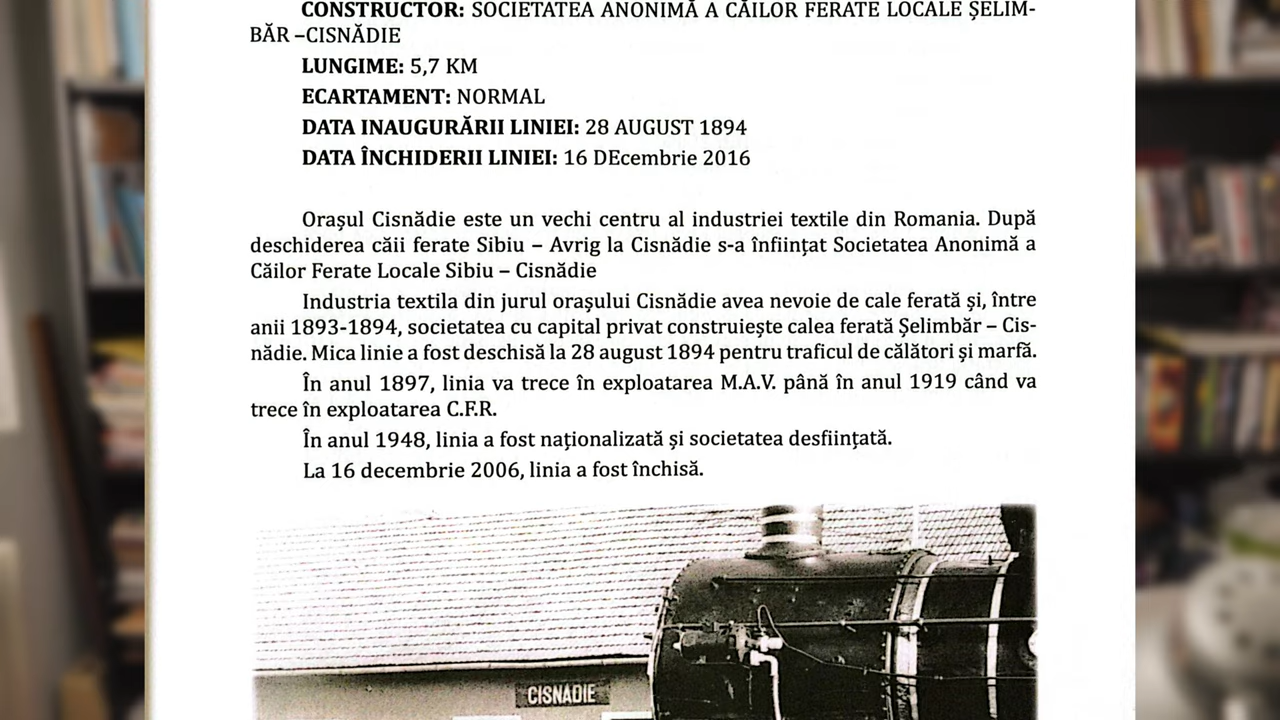 CONSTRUCTOR: SOCIETATEA ANONIMĂ A CĂILOR FERATE LOCALE ŞELIM-
BĂR –CISNĂDIE
LUNGIME: 5,7 KM
ECARTAMENT: NORMAL
DATA INAUGURĂRII LINIEI: 28 AUGUST 1894
DATA ÎNCHIDERII LINIEI: 16 DEcembrie 2016
Oraşul Cisnădie este un vechi centru al industriei textile din Romania. După
deschiderea căii ferate Sibiu – Avrig la Cisnădie s-a înfiinţat Societatea Anonimă a
Căilor Ferate Locale Sibiu – Cisnădie
Industria textila din jurul oraşului Cisnădie avea nevoie de cale ferată şi, între
anii 1893-1894, societatea cu capital privat construieşte calea ferată Şelimbăr – Cis-
nădie. Mica linie a fost deschisă la 28 august 1894 pentru traficul de călători şi marfă.
În anul 1897, linia va trece în exploatarea M.A.V. până în anul 1919 când va
trece în exploatarea C.F.R.
În anul 1948, linia a fost naţionalizată şi societatea desfiinţată.
La 16 decembrie 2006, linia a fost închisă.
CISNADIE